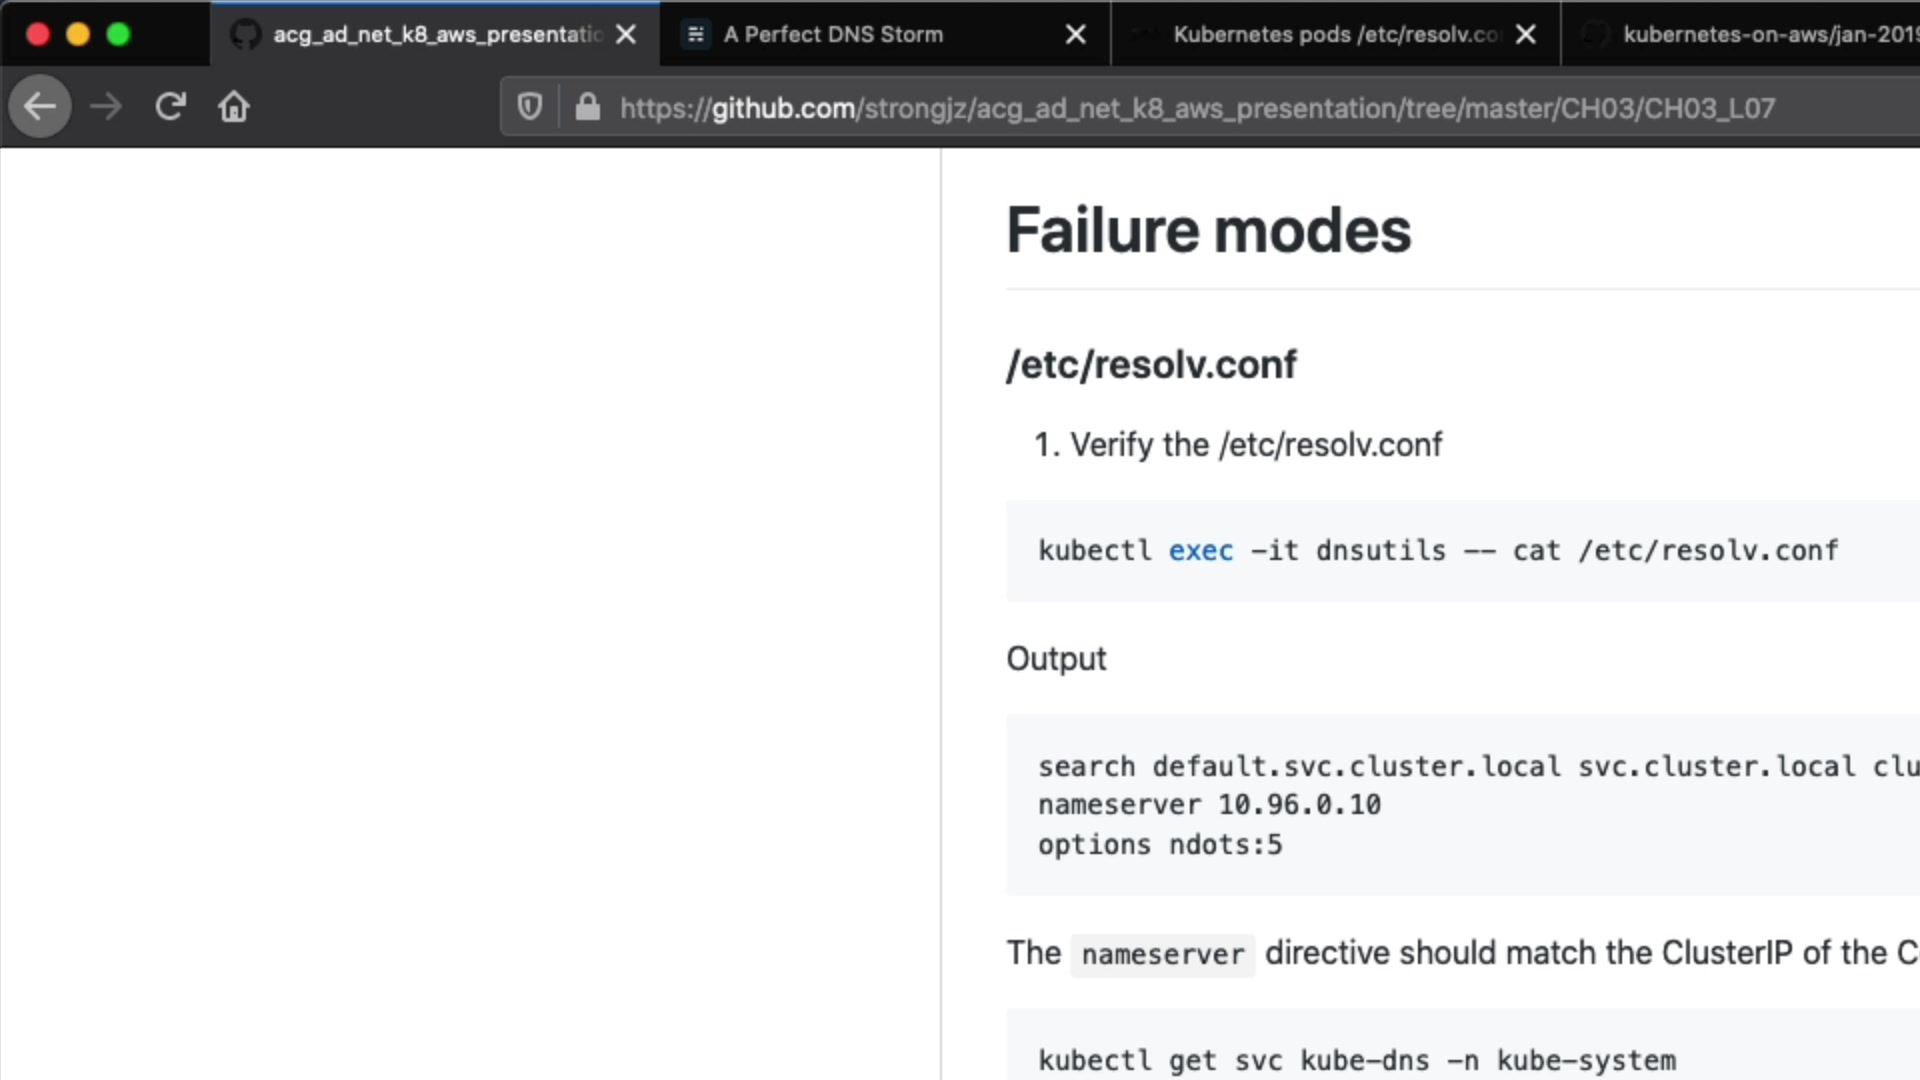 acg_ad_net_k8_aws_presentatio
A Perfect DNS Storm
Kubernetes pods /etc/resolv.co
kubernetes-on-aws/jan-2019
https://github.com/strongjz/acg_ad_net_k8_aws_presentation/tree/master/CH03/CH03_L07
Failure modes
/etc/resolv.conf
1. Verify the /etc/resolv.conf
kubectl exec -it dnsutils -- cat /etc/resolv.conf
Output
search default.svc.cluster.local svc.cluster.local clu
nameserver 10.96.0.10
options ndots:5
The nameserver directive should match the ClusterIP of the C
kubectl get svc kube-dns -n kube-system